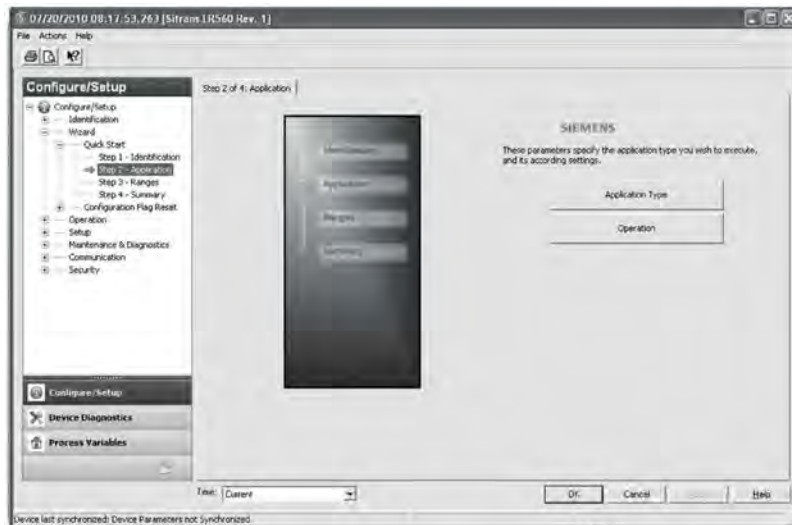 07/20/2010 08:17:53.263 [Sitrans LR560 Rev. 1]
File Actions Help
Configure/Setup
Configure/Setup
Identification
Wizard
Quick Start
Step 1 - Identification
Step 2 - Application
Step 3 - Ranges
Step 4 - Summary
Configuration Flag Reset
Operation
Setup
Maintenance & Diagnostics
Communication
Security
Configure/Setup
Device Diagnostics
Process Variables
Step 2 of 4: Application
Identification
Application
Ranges
Summary
SIEMENS
These parameters specify the application type you wish to execute,
and its according settings.
Application Type
Operation
Time: Current
OK Cancel Help
Device last synchronized: Device Parameters not Synchronized.